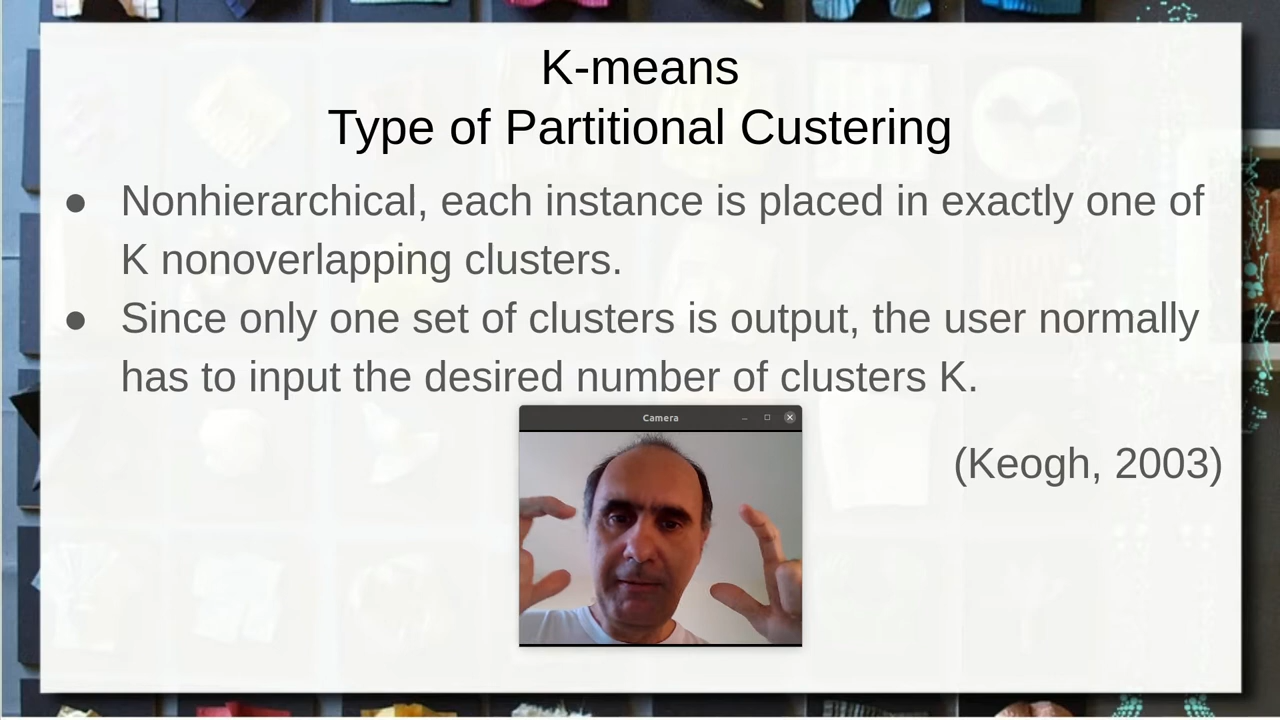 K-means
Type of Partitional Custering
● Nonhierarchical, each instance is placed in exactly one of
K nonoverlapping clusters.
● Since only one set of clusters is output, the user normally
has to input the desired number of clusters K.
Camera
(Keogh, 2003)